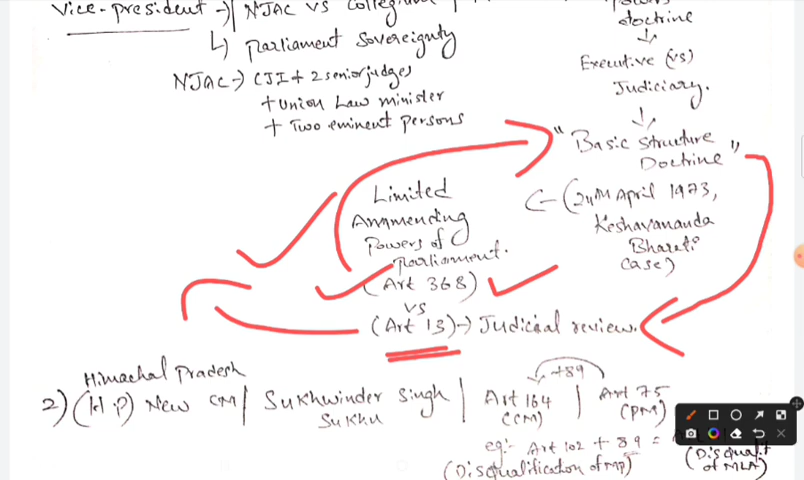 Vice-president → | NJAC vs Collegium
↳ Parliament Sovereignty
NJAC → CJI + 2 senior judges
+ Union Law minister
+ Two eminent persons
doctrine
↓
Executive (vs)
Judiciary.
↓
"Basic Structure
Doctrine"
← (24th April 1973,
Keshavananda
Bharati
case)
Limited
Ammending
Powers of
parliament.
(Art 368)
vs
(Art 13) → Judicial review.
Himachal Pradesh
2) (H.P) New CM | Sukhwinder Singh
Sukhu
+89
| Art 164
(CM)
| Art 75
(PM)
eg:- Art 102 + 89 =
(Disqualification of MP)
(Disqualif
of MLA)